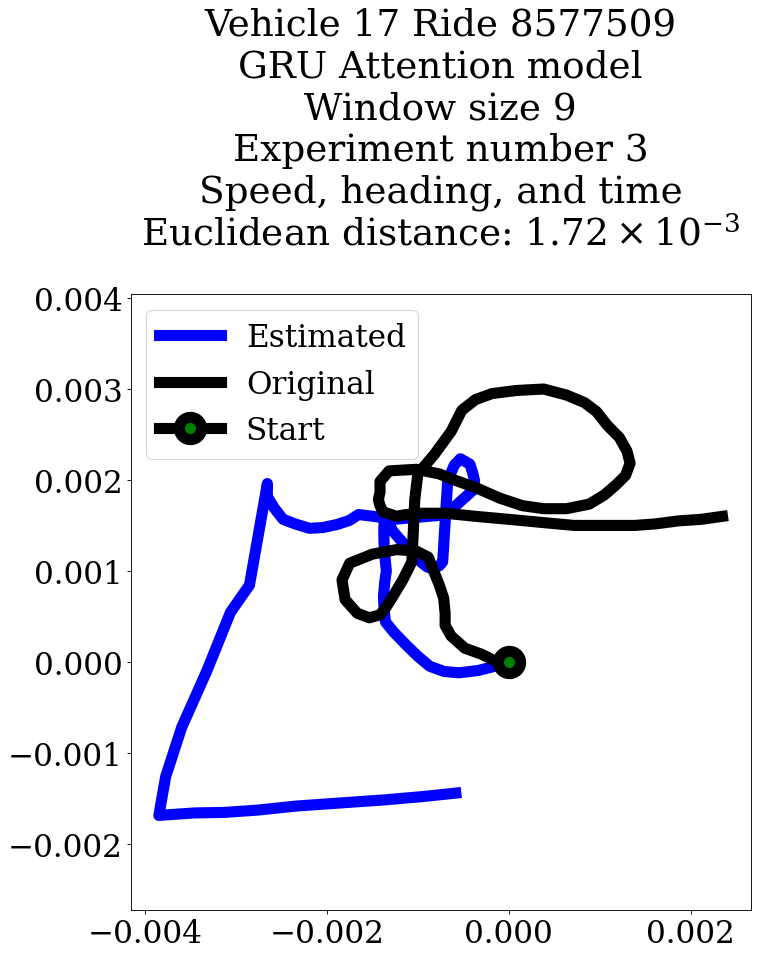 Vehicle 17 Ride 8577509
GRU Attention model
Window size 9
Experiment number 3
Speed, heading, and time
Euclidean distance: 1.72 × 10⁻³
0.004
0.003
0.002
0.001
0.000
−0.001
−0.002
Estimated
Original
Start
−0.004 −0.002 0.000 0.002